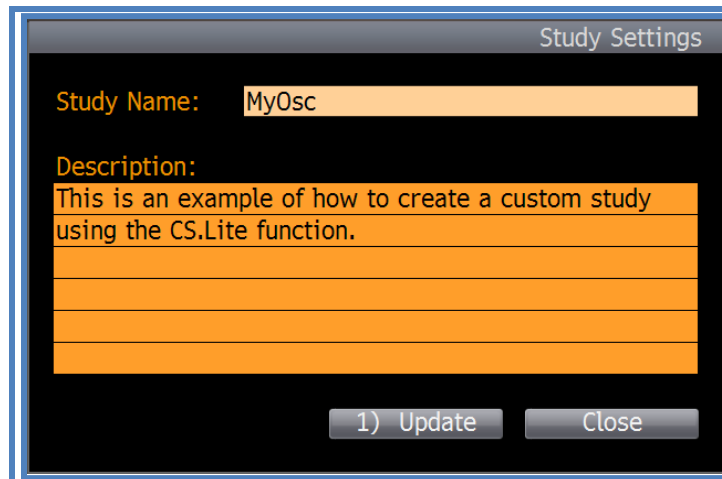 Study Settings
Study Name: MyOsc
Description:
This is an example of how to create a custom study
using the CS.Lite function.
1) Update Close